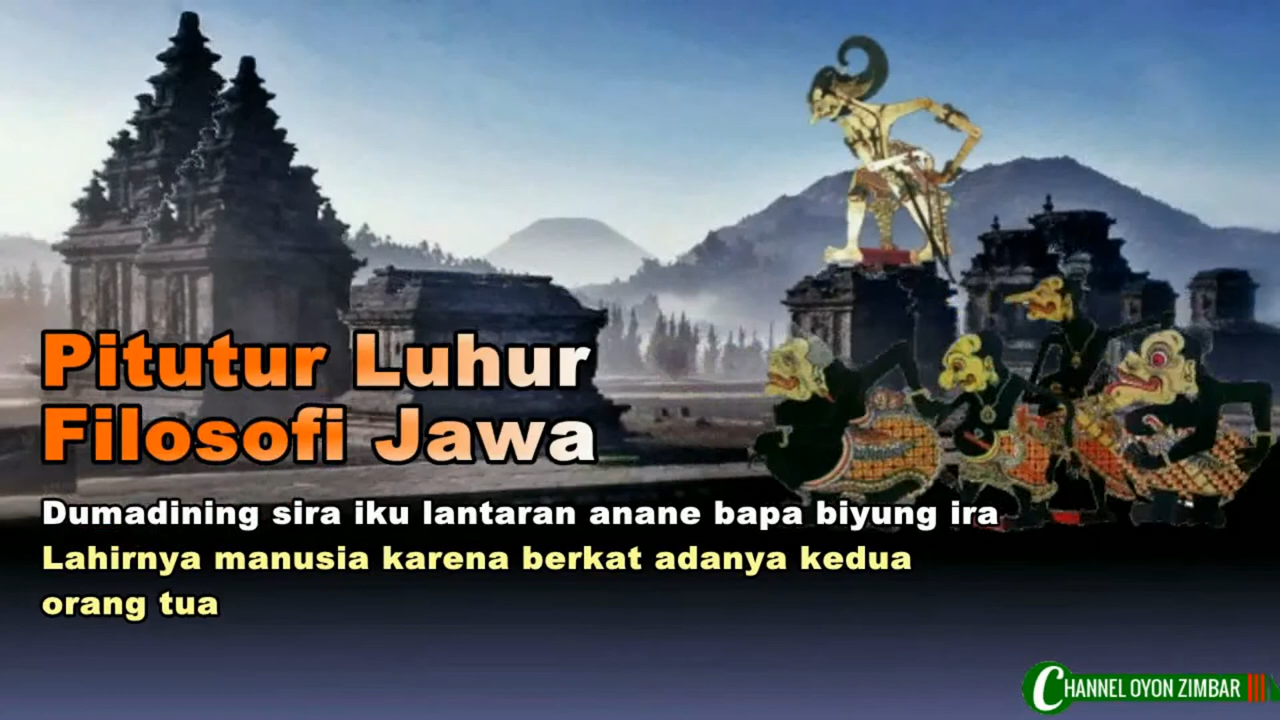 Pitutur Luhur
Filosofi Jawa
Dumadining sira iku lantaran anane bapa biyung ira
Lahirnya manusia karena berkat adanya kedua
orang tua
CHANNEL OYON ZIMBAR